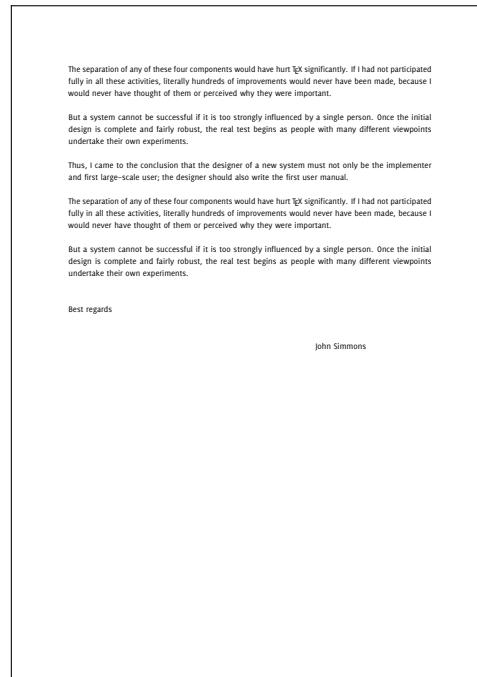 The separation of any of these four components would have hurt TEX significantly. If I had not participated
fully in all these activities, literally hundreds of improvements would never have been made, because I
would never have thought of them or perceived why they were important.
But a system cannot be successful if it is too strongly influenced by a single person. Once the initial
design is complete and fairly robust, the real test begins as people with many different viewpoints
undertake their own experiments.
Thus, I came to the conclusion that the designer of a new system must not only be the implementer
and first large-scale user; the designer should also write the first user manual.
The separation of any of these four components would have hurt TEX significantly. If I had not participated
fully in all these activities, literally hundreds of improvements would never have been made, because I
would never have thought of them or perceived why they were important.
But a system cannot be successful if it is too strongly influenced by a single person. Once the initial
design is complete and fairly robust, the real test begins as people with many different viewpoints
undertake their own experiments.
Best regards
John Simmons